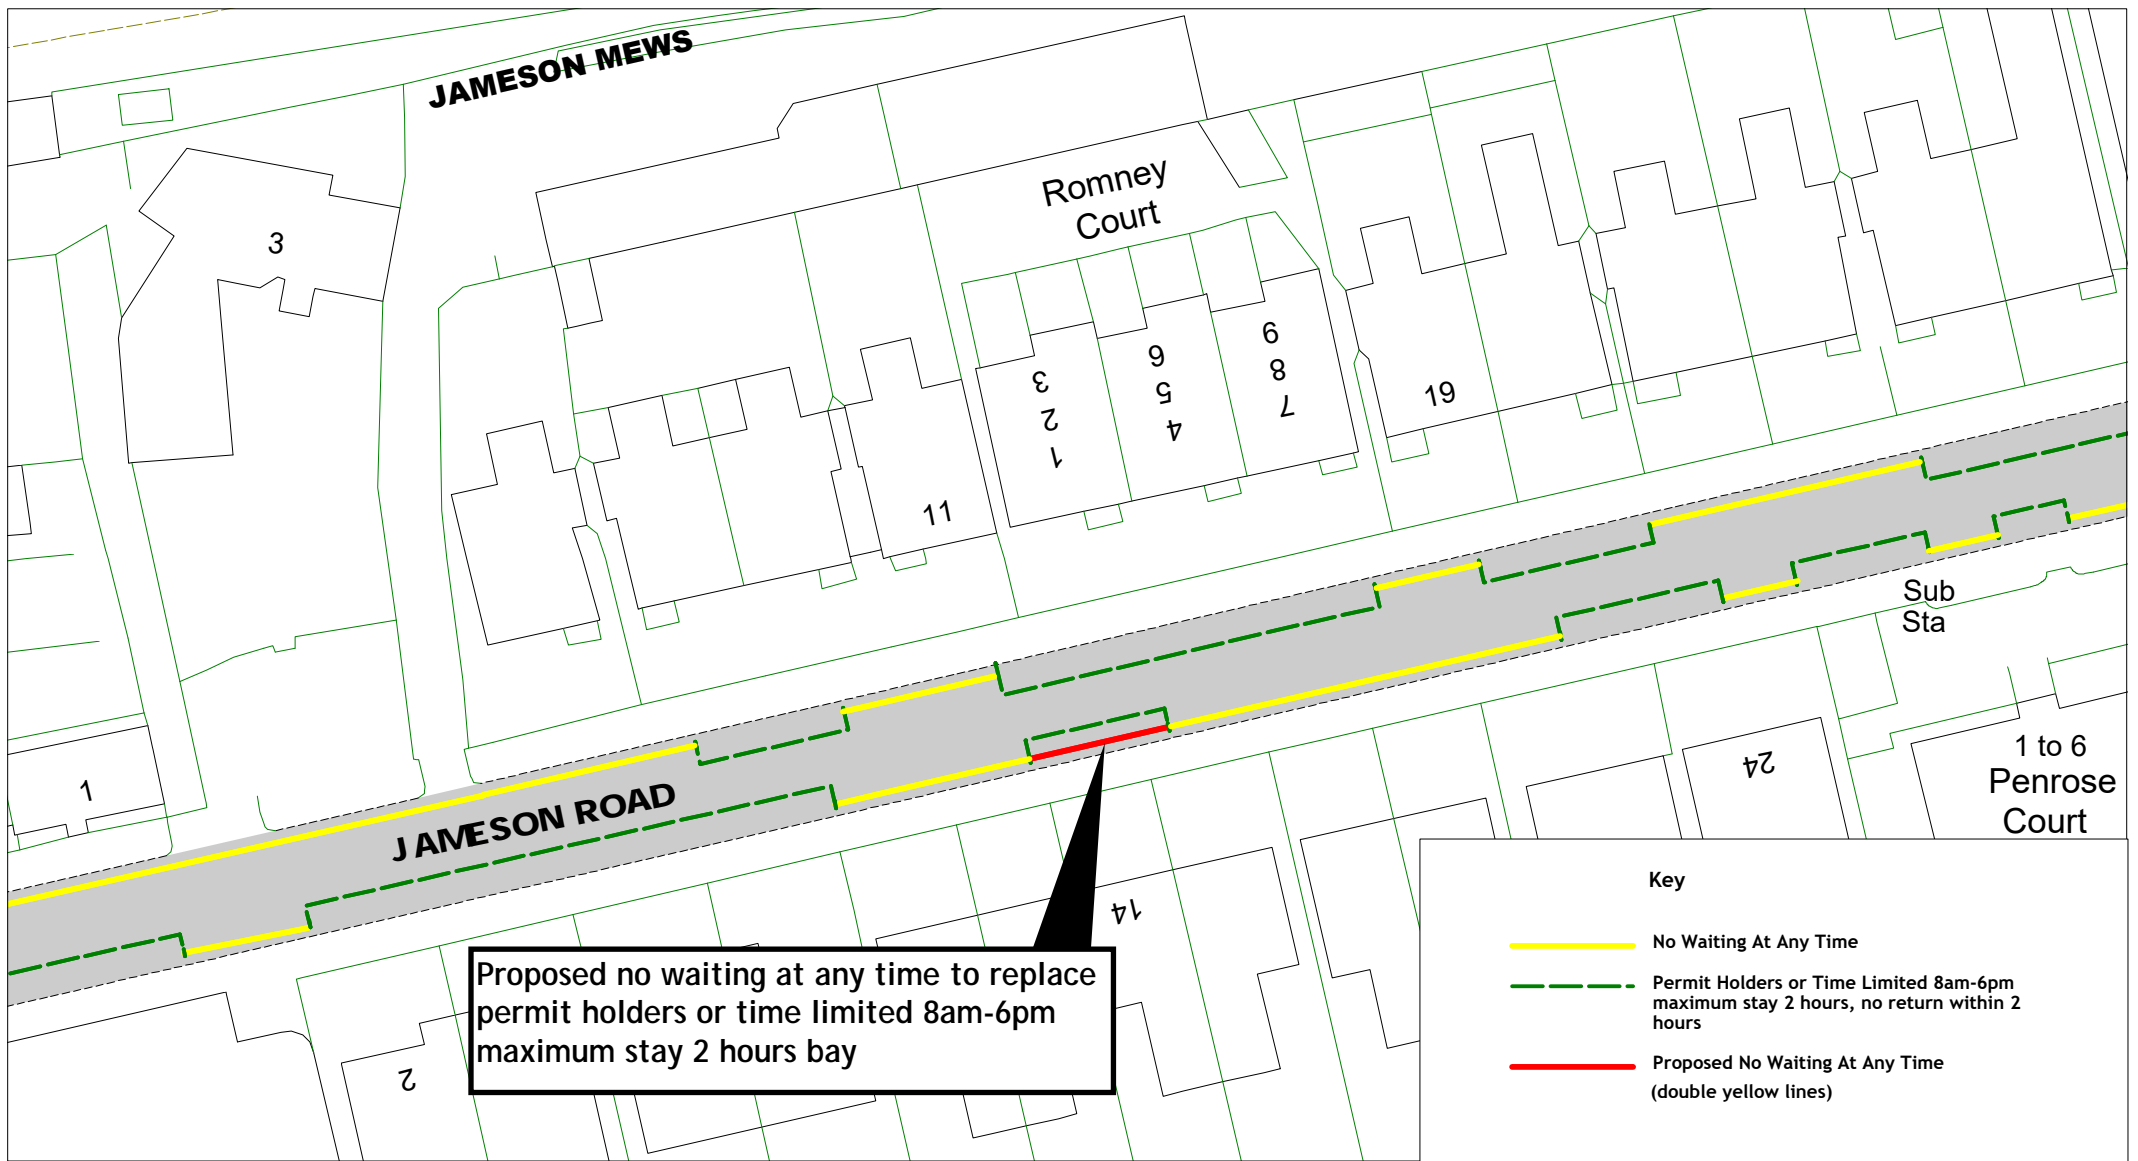 JAMESON MEWS
Romney
Court
3
3
2
1
6
5
4
9
8
7
19
11
Sub
Sta
1
JAMESON ROAD
24
1 to 6
Penrose
Court
14
2
Proposed no waiting at any time to replace
permit holders or time limited 8am-6pm
maximum stay 2 hours bay
Key
No Waiting At Any Time
Permit Holders or Time Limited 8am-6pm
maximum stay 2 hours, no return within 2
hours
Proposed No Waiting At Any Time
(double yellow lines)